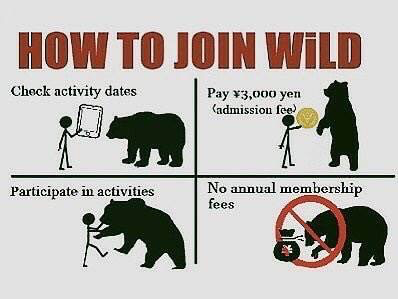 HOW TO JOIN WiLD
Check activity dates
Pay ¥3,000 yen
(admission fee)
Participate in activities
No annual membership
fees